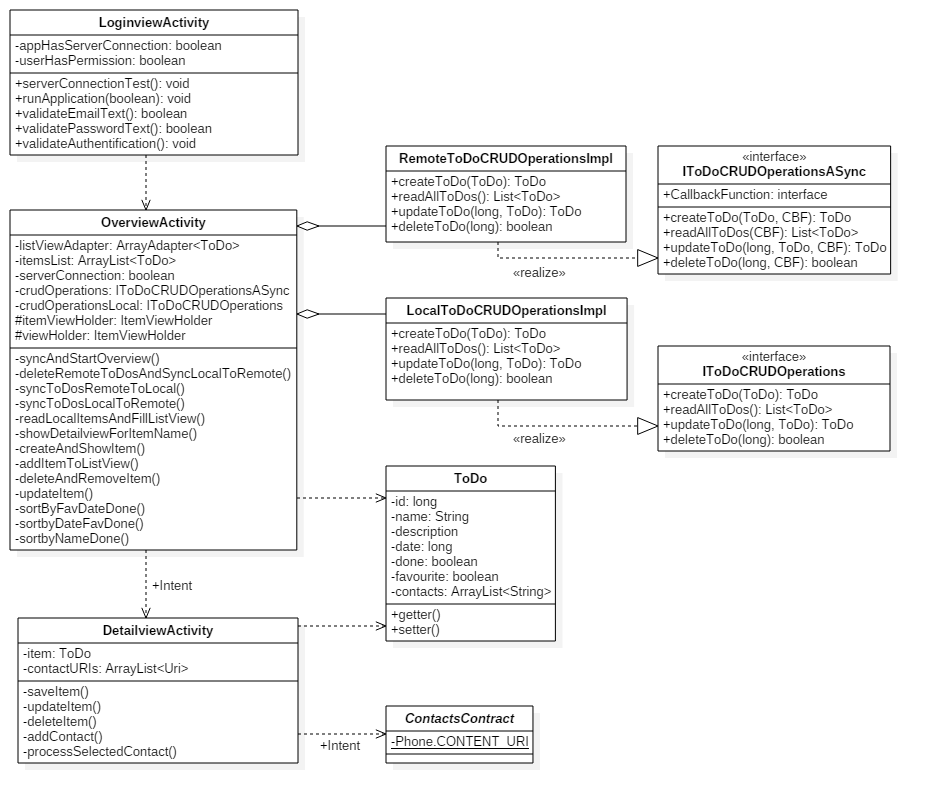 LoginviewActivity
-appHasServerConnection: boolean
-userHasPermission: boolean
+serverConnectionTest(): void
+runApplication(boolean): void
+validateEmailText(): boolean
+validatePasswordText(): boolean
+validateAuthentification(): void
OverviewActivity
-listViewAdapter: ArrayAdapter<ToDo>
-itemsList: ArrayList<ToDo>
-serverConnection: boolean
-crudOperations: IToDoCRUDOperationsASync
-crudOperationsLocal: IToDoCRUDOperations
#itemViewHolder: ItemViewHolder
#viewHolder: ItemViewHolder
-syncAndStartOverview()
-deleteRemoteToDosAndSyncLocalToRemote()
-syncToDosRemoteToLocal()
-syncToDosLocalToRemote()
-readLocalItemsAndFillListView()
-showDetailviewForItemName()
-createAndShowItem()
-addItemToListView()
-deleteAndRemoveItem()
-updateItem()
-sortByFavDateDone()
-sortbyDateFavDone()
-sortbyNameDone()
+Intent
DetailviewActivity
-item: ToDo
-contactURIs: ArrayList<Uri>
-saveItem()
-updateItem()
-deleteItem()
-addContact()
-processSelectedContact()
+Intent
RemoteToDoCRUDOperationsImpl
+createToDo(ToDo): ToDo
+readAllToDos(): List<ToDo>
+updateToDo(long, ToDo): ToDo
+deleteToDo(long): boolean
«realize»
«interface»
IToDoCRUDOperationsASync
+CallbackFunction: interface
+createToDo(ToDo, CBF): ToDo
+readAllToDos(CBF): List<ToDo>
+updateToDo(long, ToDo, CBF): ToDo
+deleteToDo(long, CBF): boolean
LocalToDoCRUDOperationsImpl
+createToDo(ToDo): ToDo
+readAllToDos(): List<ToDo>
+updateToDo(long, ToDo): ToDo
+deleteToDo(long): boolean
«realize»
«interface»
IToDoCRUDOperations
+createToDo(ToDo): ToDo
+readAllToDos(): List<ToDo>
+updateToDo(long, ToDo): ToDo
+deleteToDo(long): boolean
ToDo
-id: long
-name: String
-description
-date: long
-done: boolean
-favourite: boolean
-contacts: ArrayList<String>
+getter()
+setter()
ContactsContract
-Phone.CONTENT_URI